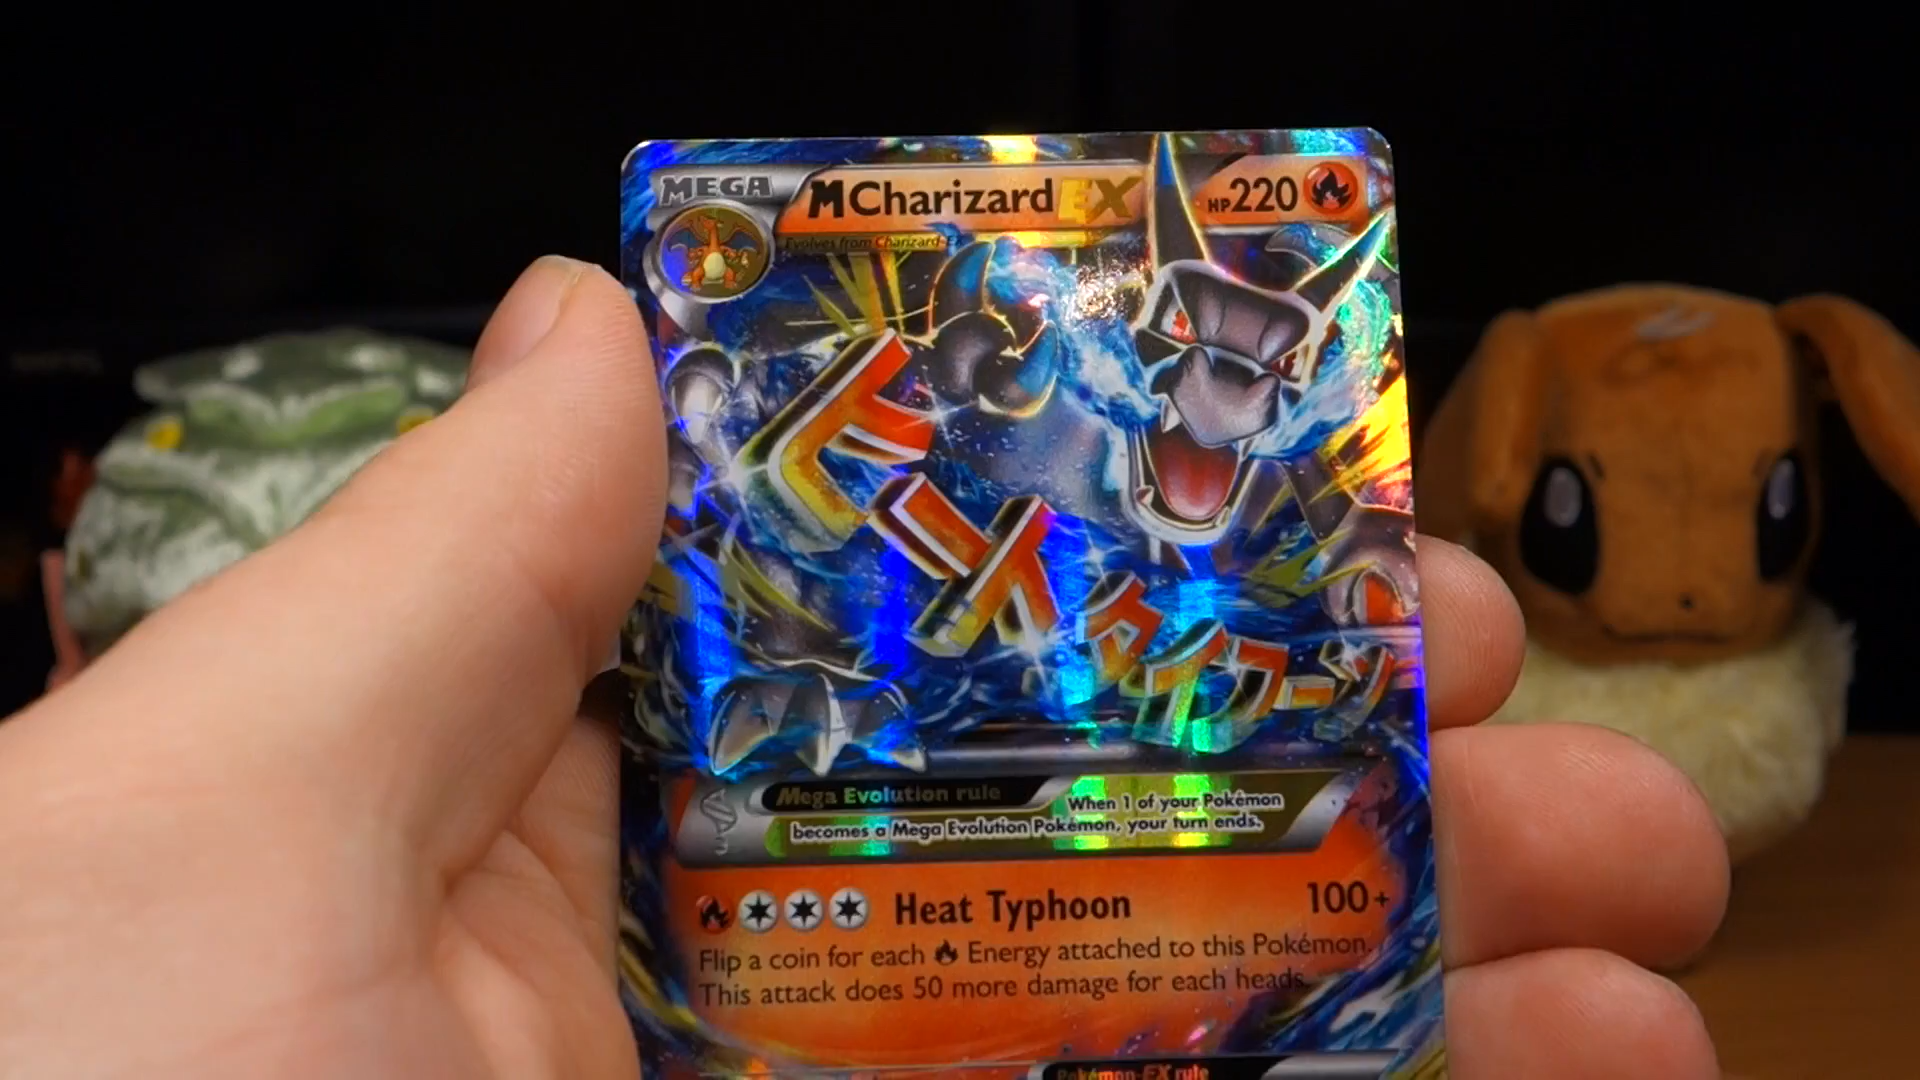 MEGA
M Charizard EX
HP220
Evolves from Charizard-EX
ヒートタイフーン
Mega Evolution rule
When 1 of your Pokémon
becomes a Mega Evolution Pokémon, your turn ends.
Heat Typhoon 100+
Flip a coin for each Energy attached to this Pokémon.
This attack does 50 more damage for each heads.
Pokémon-EX rule